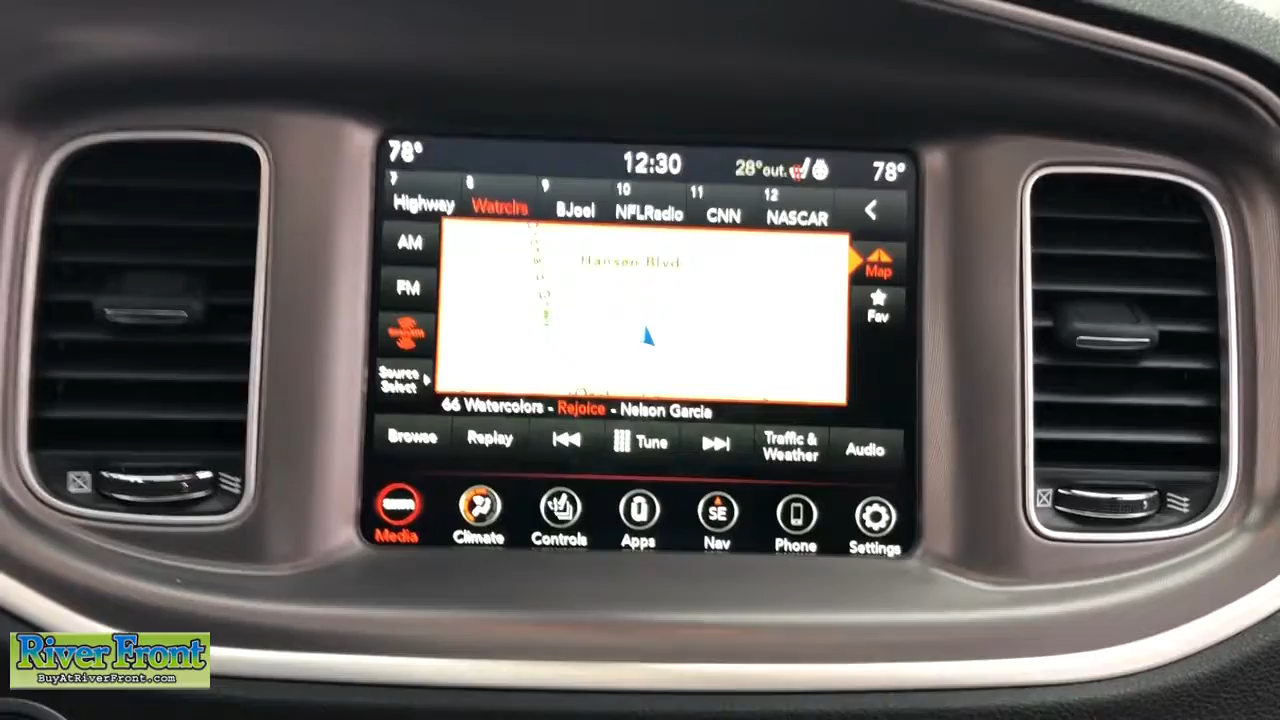 78° 12:30 28°out. 78°
7 8 9 10 11 12
Highway Watrclrs BJoel NFLRadio CNN NASCAR
AM
Hansen Blvd
Map
FM
Fav
Source
Select
66 Watercolors - Rejoice - Nelson Garcia
Browse Replay Tune Traffic &
Weather Audio
SE
Media Climate Controls Apps Nav Phone Settings
River Front
BuyAtRiverFront.com